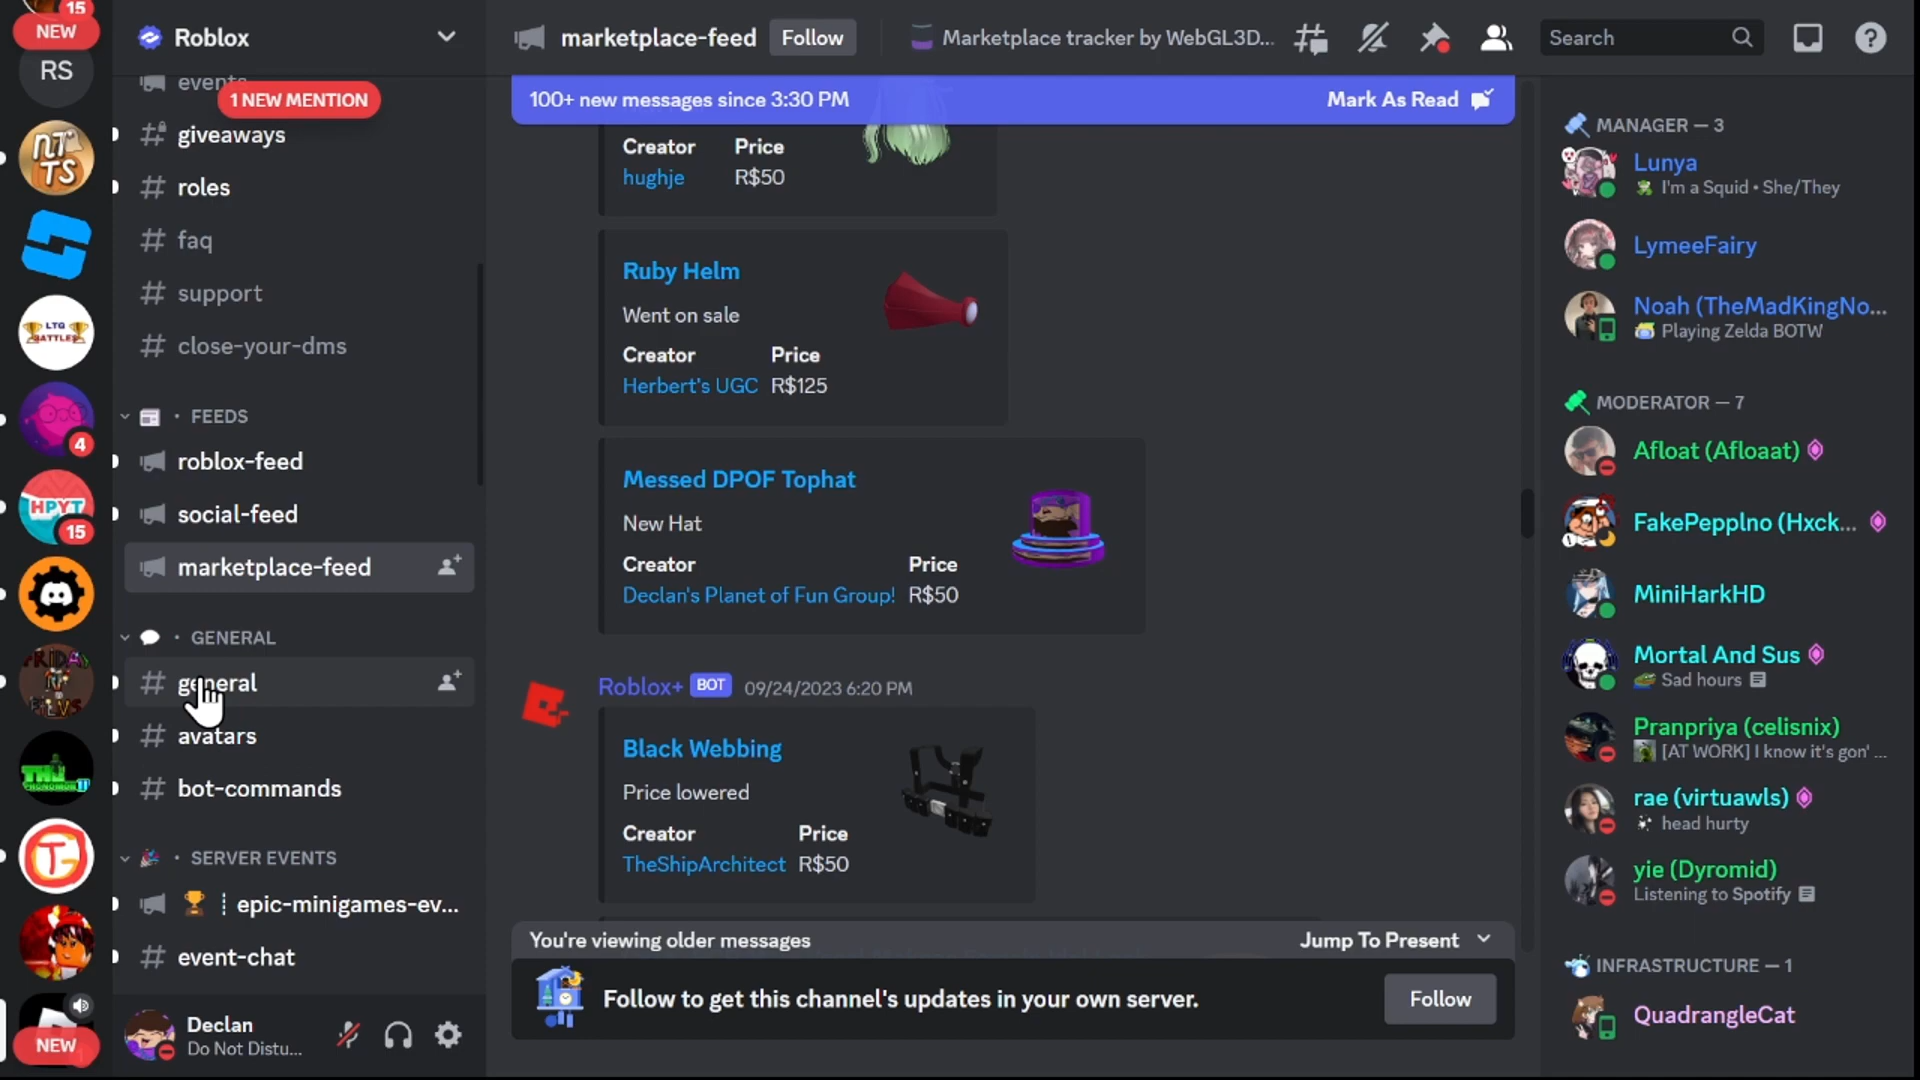 15
NEW
RS
NT
TS
LTG
BATTLES
4
HPYT
15
NEW
Roblox
events
1 NEW MENTION
giveaways
roles
faq
support
close-your-dms
FEEDS
roblox-feed
social-feed
marketplace-feed
GENERAL
general
avatars
bot-commands
SERVER EVENTS
epic-minigames-ev...
event-chat
Declan
Do Not Distu...
marketplace-feed
Follow
Marketplace tracker by WebGL3D...
Search
100+ new messages since 3:30 PM
Mark As Read
Creator Price
hughje R$50
Ruby Helm
Went on sale
Creator Price
Herbert's UGC R$125
Messed DPOF Tophat
New Hat
Creator Price
Declan's Planet of Fun Group! R$50
Roblox+ BOT 09/24/2023 6:20 PM
Black Webbing
Price lowered
Creator Price
TheShipArchitect R$50
You're viewing older messages
Jump To Present
Follow to get this channel's updates in your own server.
Follow
MANAGER — 3
Lunya
I'm a Squid • She/They
LymeeFairy
Noah (TheMadKingNo...
Playing Zelda BOTW
MODERATOR — 7
Afloat (Afloaat)
FakePepplno (Hxck...
MiniHarkHD
Mortal And Sus
Sad hours
Pranpriya (celisnix)
[AT WORK] I know it's gon' ...
rae (virtuawls)
head hurty
yie (Dyromid)
Listening to Spotify
INFRASTRUCTURE — 1
QuadrangleCat